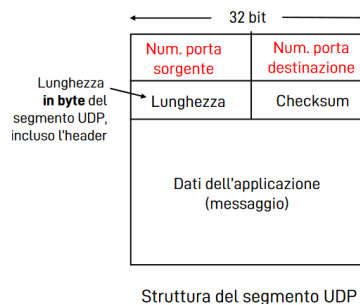 32 bit
Num. porta
sorgente
Num. porta
destinazione
Lunghezza
in byte del
segmento UDP,
incluso l'header
Lunghezza
Checksum
Dati dell'applicazione
(messaggio)
Struttura del segmento UDP